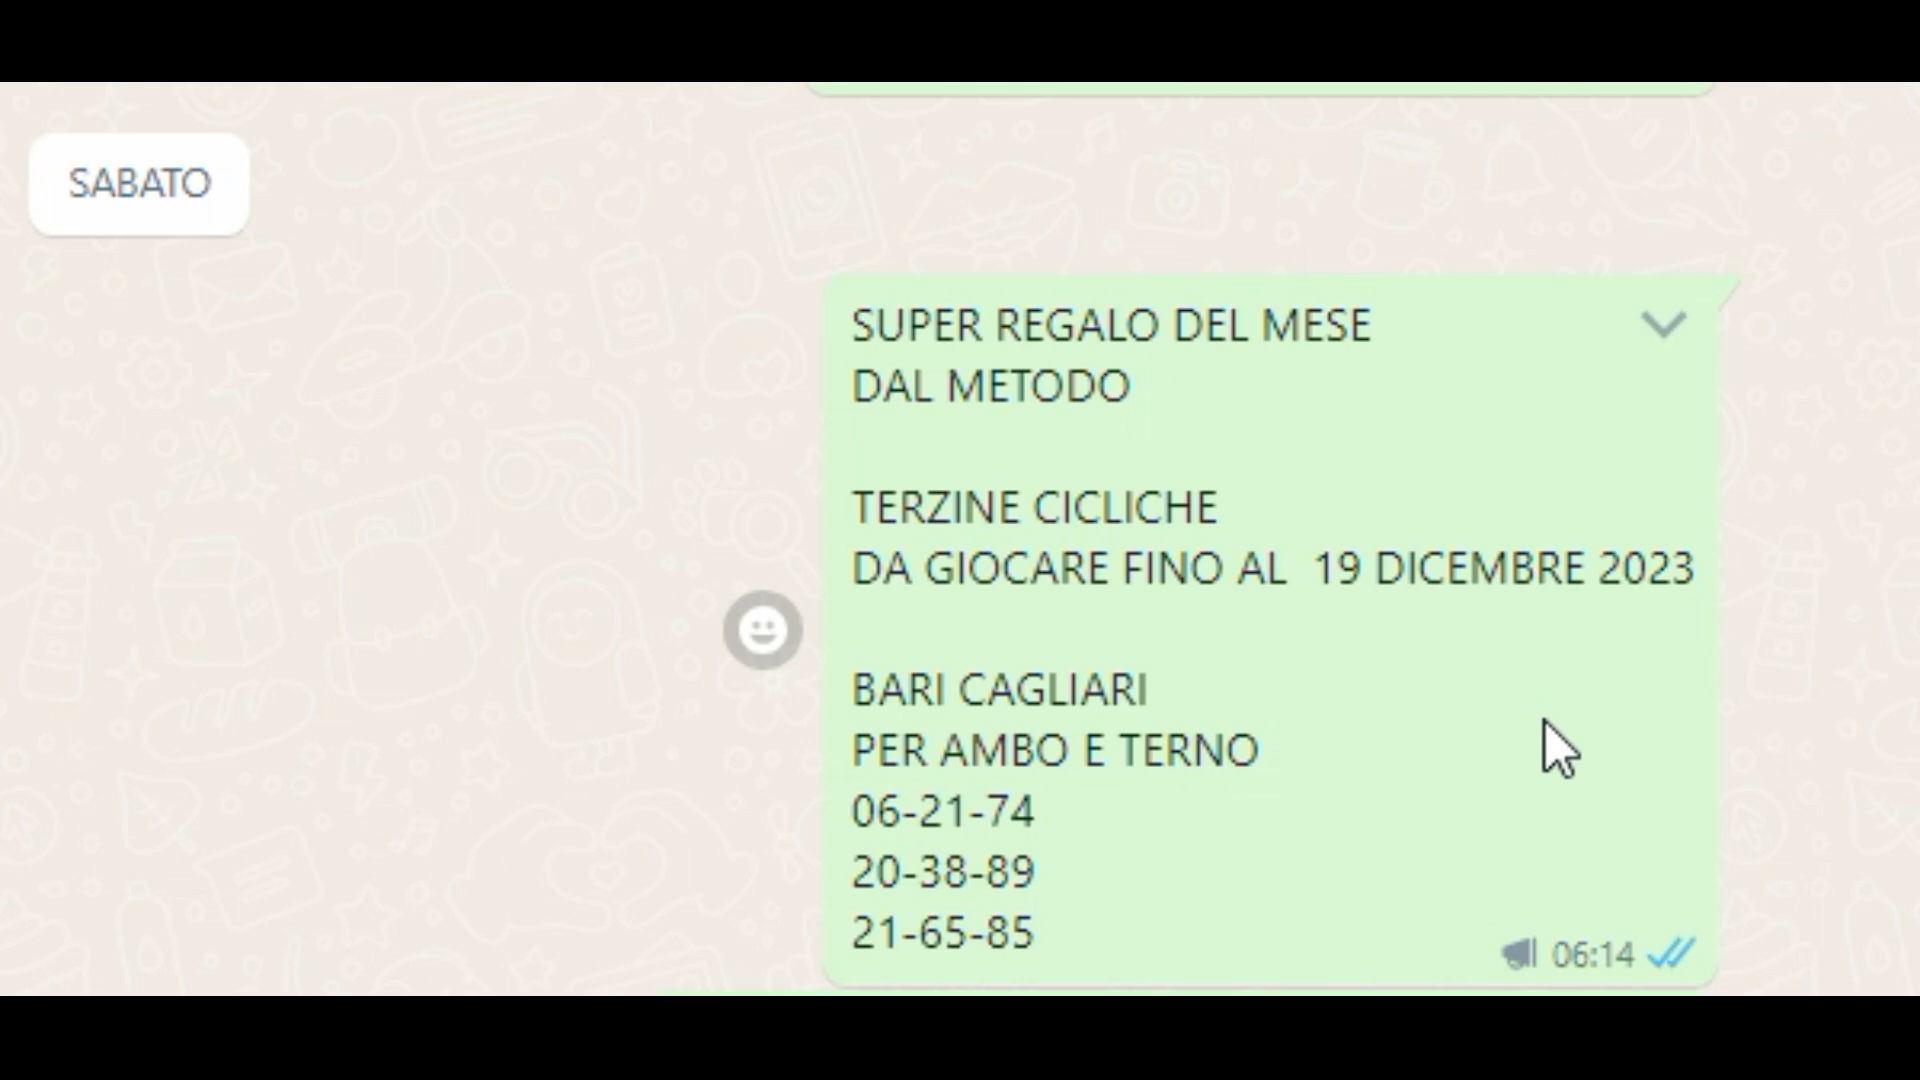 SABATO
SUPER REGALO DEL MESE
DAL METODO
TERZINE CICLICHE
DA GIOCARE FINO AL  19 DICEMBRE 2023
BARI CAGLIARI
PER AMBO E TERNO
06-21-74
20-38-89
21-65-85
06:14